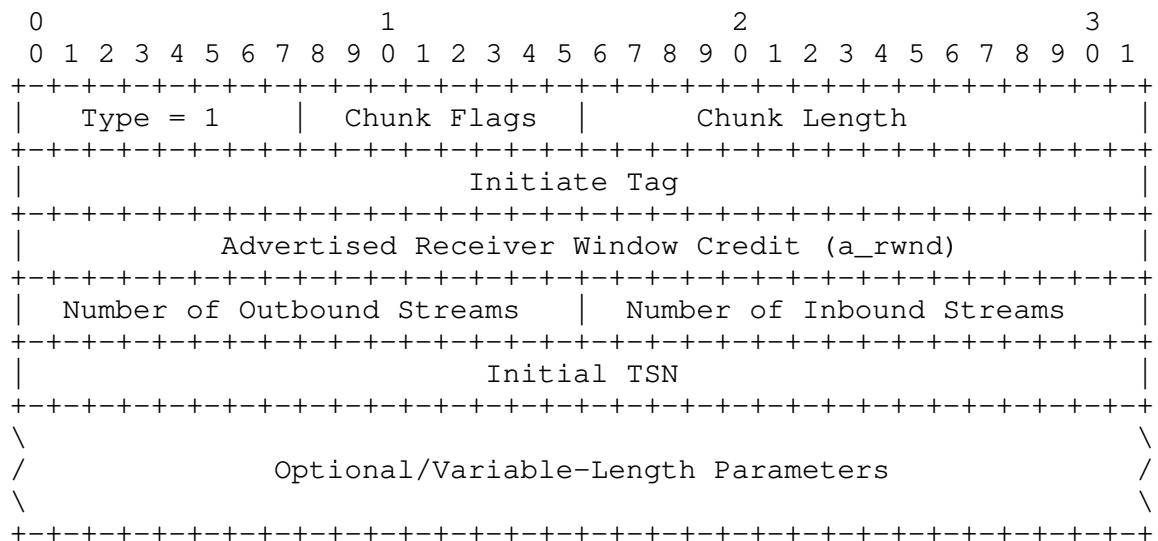 0                   1                   2                   3
 0 1 2 3 4 5 6 7 8 9 0 1 2 3 4 5 6 7 8 9 0 1 2 3 4 5 6 7 8 9 0 1
+-+-+-+-+-+-+-+-+-+-+-+-+-+-+-+-+-+-+-+-+-+-+-+-+-+-+-+-+-+-+-+-+
|   Type = 1    |  Chunk Flags  |      Chunk Length             |
+-+-+-+-+-+-+-+-+-+-+-+-+-+-+-+-+-+-+-+-+-+-+-+-+-+-+-+-+-+-+-+-+
|                         Initiate Tag                          |
+-+-+-+-+-+-+-+-+-+-+-+-+-+-+-+-+-+-+-+-+-+-+-+-+-+-+-+-+-+-+-+-+
|           Advertised Receiver Window Credit (a_rwnd)          |
+-+-+-+-+-+-+-+-+-+-+-+-+-+-+-+-+-+-+-+-+-+-+-+-+-+-+-+-+-+-+-+-+
|  Number of Outbound Streams   |  Number of Inbound Streams    |
+-+-+-+-+-+-+-+-+-+-+-+-+-+-+-+-+-+-+-+-+-+-+-+-+-+-+-+-+-+-+-+-+
|                          Initial TSN                          |
+-+-+-+-+-+-+-+-+-+-+-+-+-+-+-+-+-+-+-+-+-+-+-+-+-+-+-+-+-+-+-+-+
\                                                               \
/              Optional/Variable-Length Parameters              /
\                                                               \
+-+-+-+-+-+-+-+-+-+-+-+-+-+-+-+-+-+-+-+-+-+-+-+-+-+-+-+-+-+-+-+-+